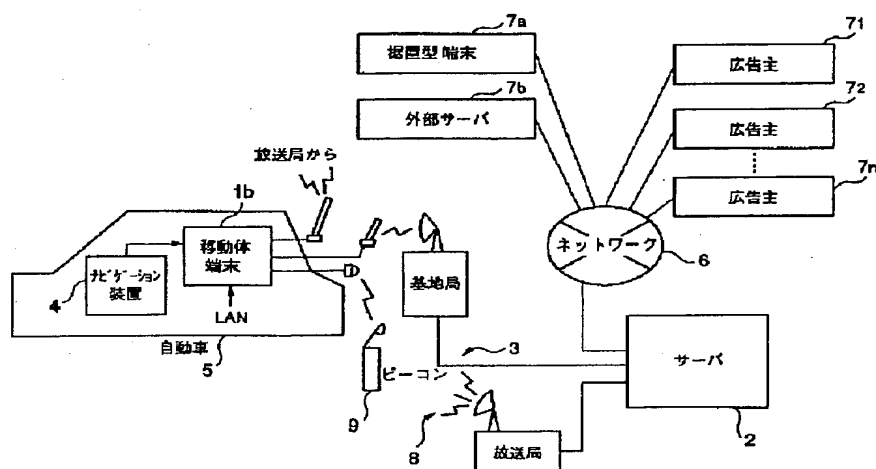 7a
据置型端末
7b
外部サーバ
71
広告主
72
広告主
7n
広告主
ネットワーク
6
放送局から
1b
移動体
端末
ナビゲーション
装置
4
LAN
自動車
5
基地局
3
ビーコン
9
8
放送局
サーバ
2